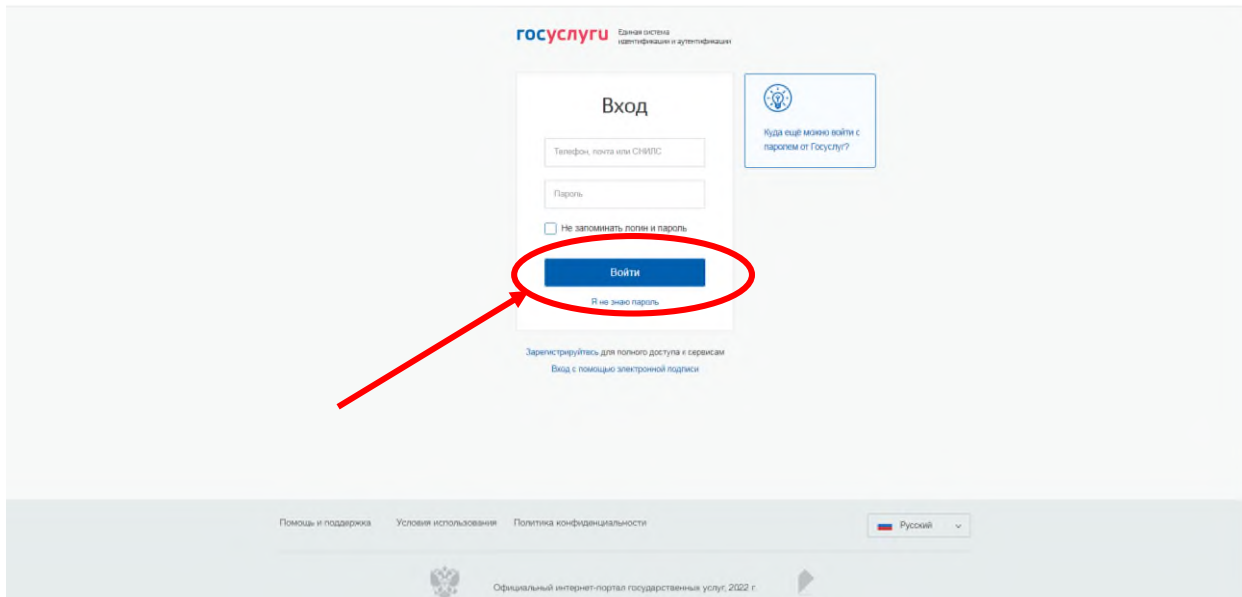 госуслуги
Единая система
идентификации и аутентификации
Вход
Телефон, почта или СНИЛС
Пароль
Не запоминать логин и пароль
Войти
Я не знаю пароль
Куда ещё можно войти с
паролем от Госуслуг?
Зарегистрируйтесь для полного доступа к сервисам
Вход с помощью электронной подписи
Помощь и поддержка
Условия использования
Политика конфиденциальности
Русский
Официальный интернет-портал государственных услуг, 2022 г.